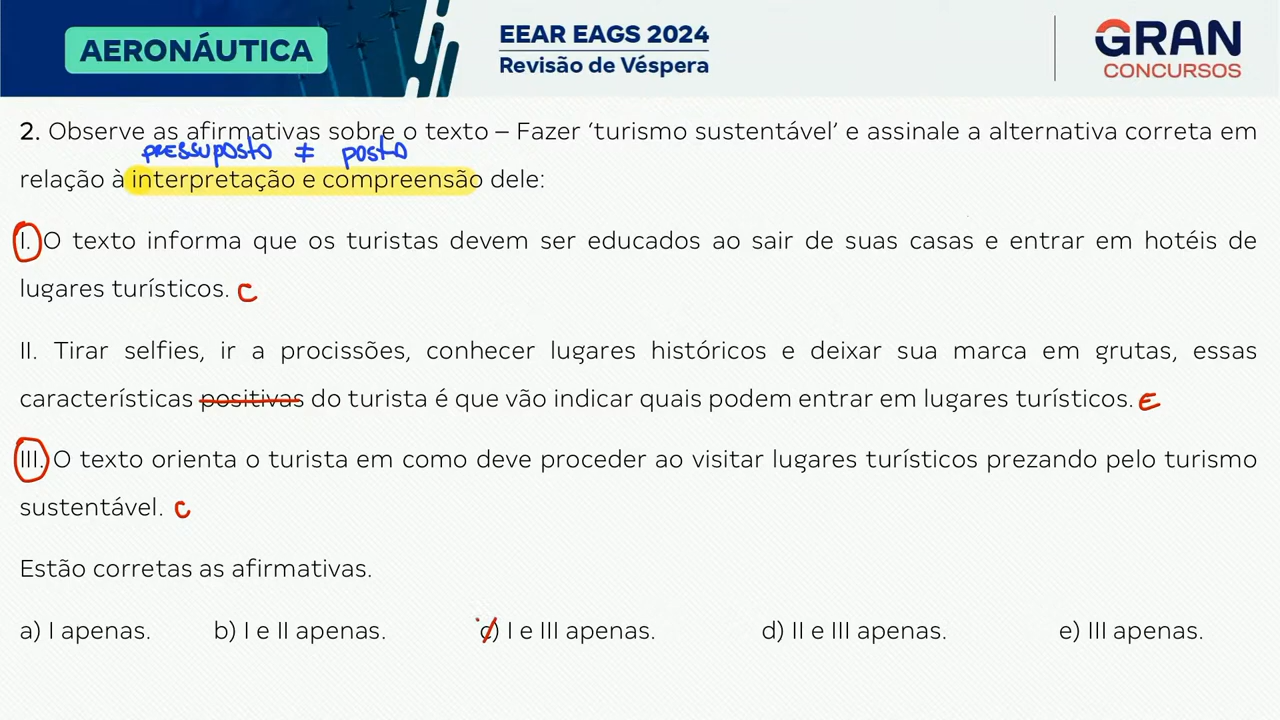 AERONÁUTICA
EEAR EAGS 2024
Revisão de Véspera
GRAN
CONCURSOS
2. Observe as afirmativas sobre o texto – Fazer ‘turismo sustentável’ e assinale a alternativa correta em
pressuposto ≠ posto
relação à interpretação e compreensão dele:
I. O texto informa que os turistas devem ser educados ao sair de suas casas e entrar em hotéis de
lugares turísticos. C
II. Tirar selfies, ir a procissões, conhecer lugares históricos e deixar sua marca em grutas, essas
características positivas do turista é que vão indicar quais podem entrar em lugares turísticos. E
III. O texto orienta o turista em como deve proceder ao visitar lugares turísticos prezando pelo turismo
sustentável. C
Estão corretas as afirmativas.
a) I apenas. b) I e II apenas. c) I e III apenas. d) II e III apenas. e) III apenas.